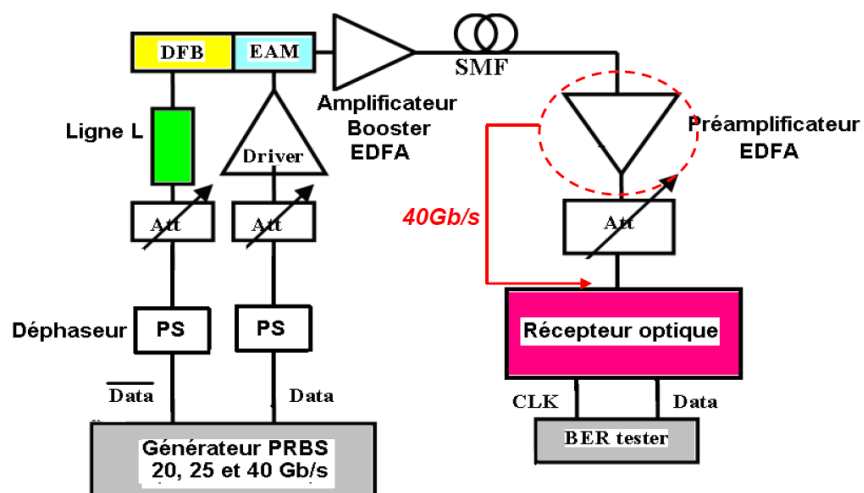 DFB
EAM
SMF
Amplificateur
Booster
EDFA
Ligne L
Driver
Préamplificateur
EDFA
Att
Att
Att
40Gb/s
Déphaseur
PS
PS
Récepteur optique
Data
Data
CLK
Data
Générateur PRBS
20, 25 et 40 Gb/s
BER tester